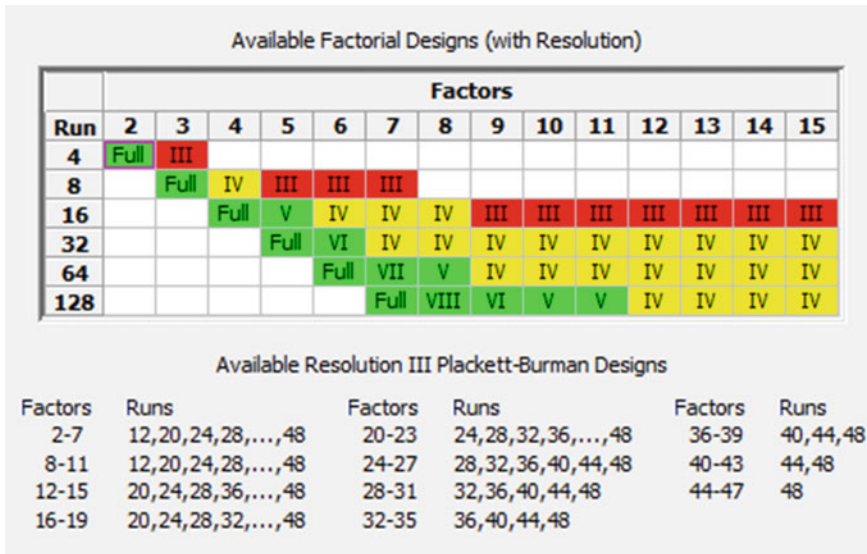 Available Factorial Designs (with Resolution)
Factors
Run 2 3 4 5 6 7 8 9 10 11 12 13 14 15
4 Full III
8 Full IV III III III
16 Full V IV IV IV III III III III III III III
32 Full VI IV IV IV IV IV IV IV IV IV
64 Full VII V IV IV IV IV IV IV IV
128 Full VIII VI V V IV IV IV IV
Available Resolution III Plackett-Burman Designs
Factors Runs Factors Runs Factors Runs
2-7 12,20,24,28,...,48 20-23 24,28,32,36,...,48 36-39 40,44,48
8-11 12,20,24,28,...,48 24-27 28,32,36,40,44,48 40-43 44,48
12-15 20,24,28,36,...,48 28-31 32,36,40,44,48 44-47 48
16-19 20,24,28,32,...,48 32-35 36,40,44,48